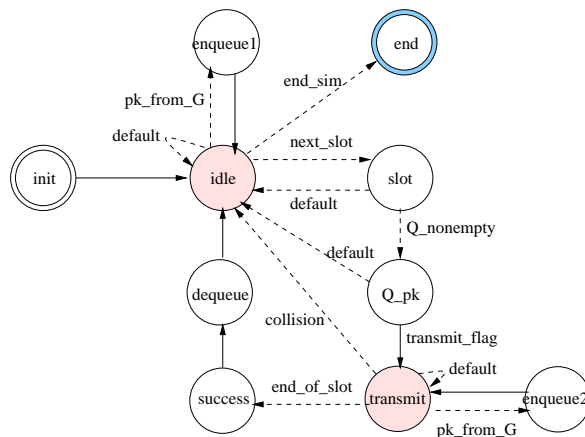 enqueue1
end
end_sim
pk_from_G
default
next_slot
init
idle
slot
default
Q_nonempty
default
dequeue
Q_pk
collision
transmit_flag
default
end_of_slot
success
transmit
enqueue2
pk_from_G